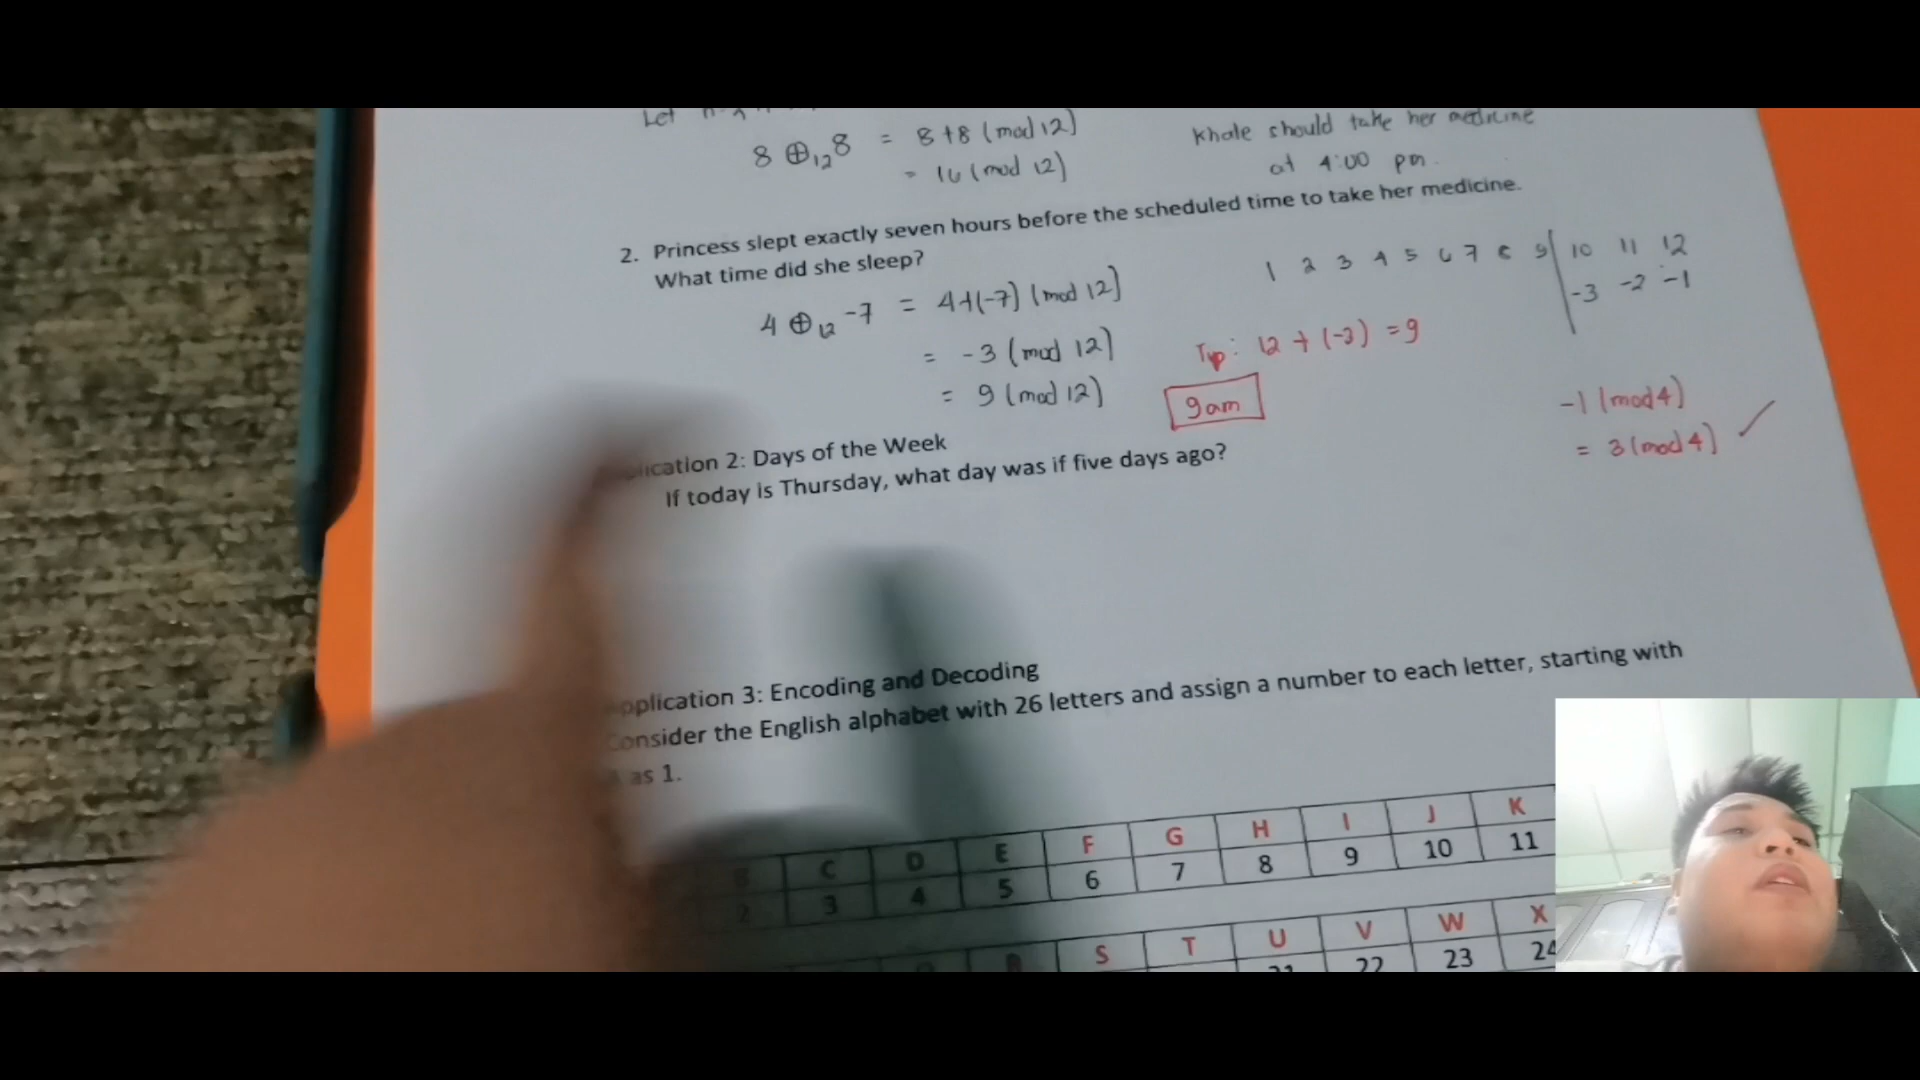 Let
8 ⊕₁₂ 8 = 8+8 (mod 12)
= 16 (mod 12)
Khale should take her medicine
at 4:00 pm.
2. Princess slept exactly seven hours before the scheduled time to take her medicine.
What time did she sleep?
4 ⊕₁₂ -7 = 4+(-7) (mod 12)
= -3 (mod 12)
= 9 (mod 12)
1 2 3 4 5 6 7 8 9 10 11 12
-3 -2 -1
Tip: 12 + (-3) = 9
9am
-1 (mod 4)
= 3 (mod 4)
plication 2: Days of the Week
If today is Thursday, what day was if five days ago?
pplication 3: Encoding and Decoding
Consider the English alphabet with 26 letters and assign a number to each letter, starting with
A as 1.
B C D E F G H I J K
2 3 4 5 6 7 8 9 10 11
R S T U V W X
21 22 23 24